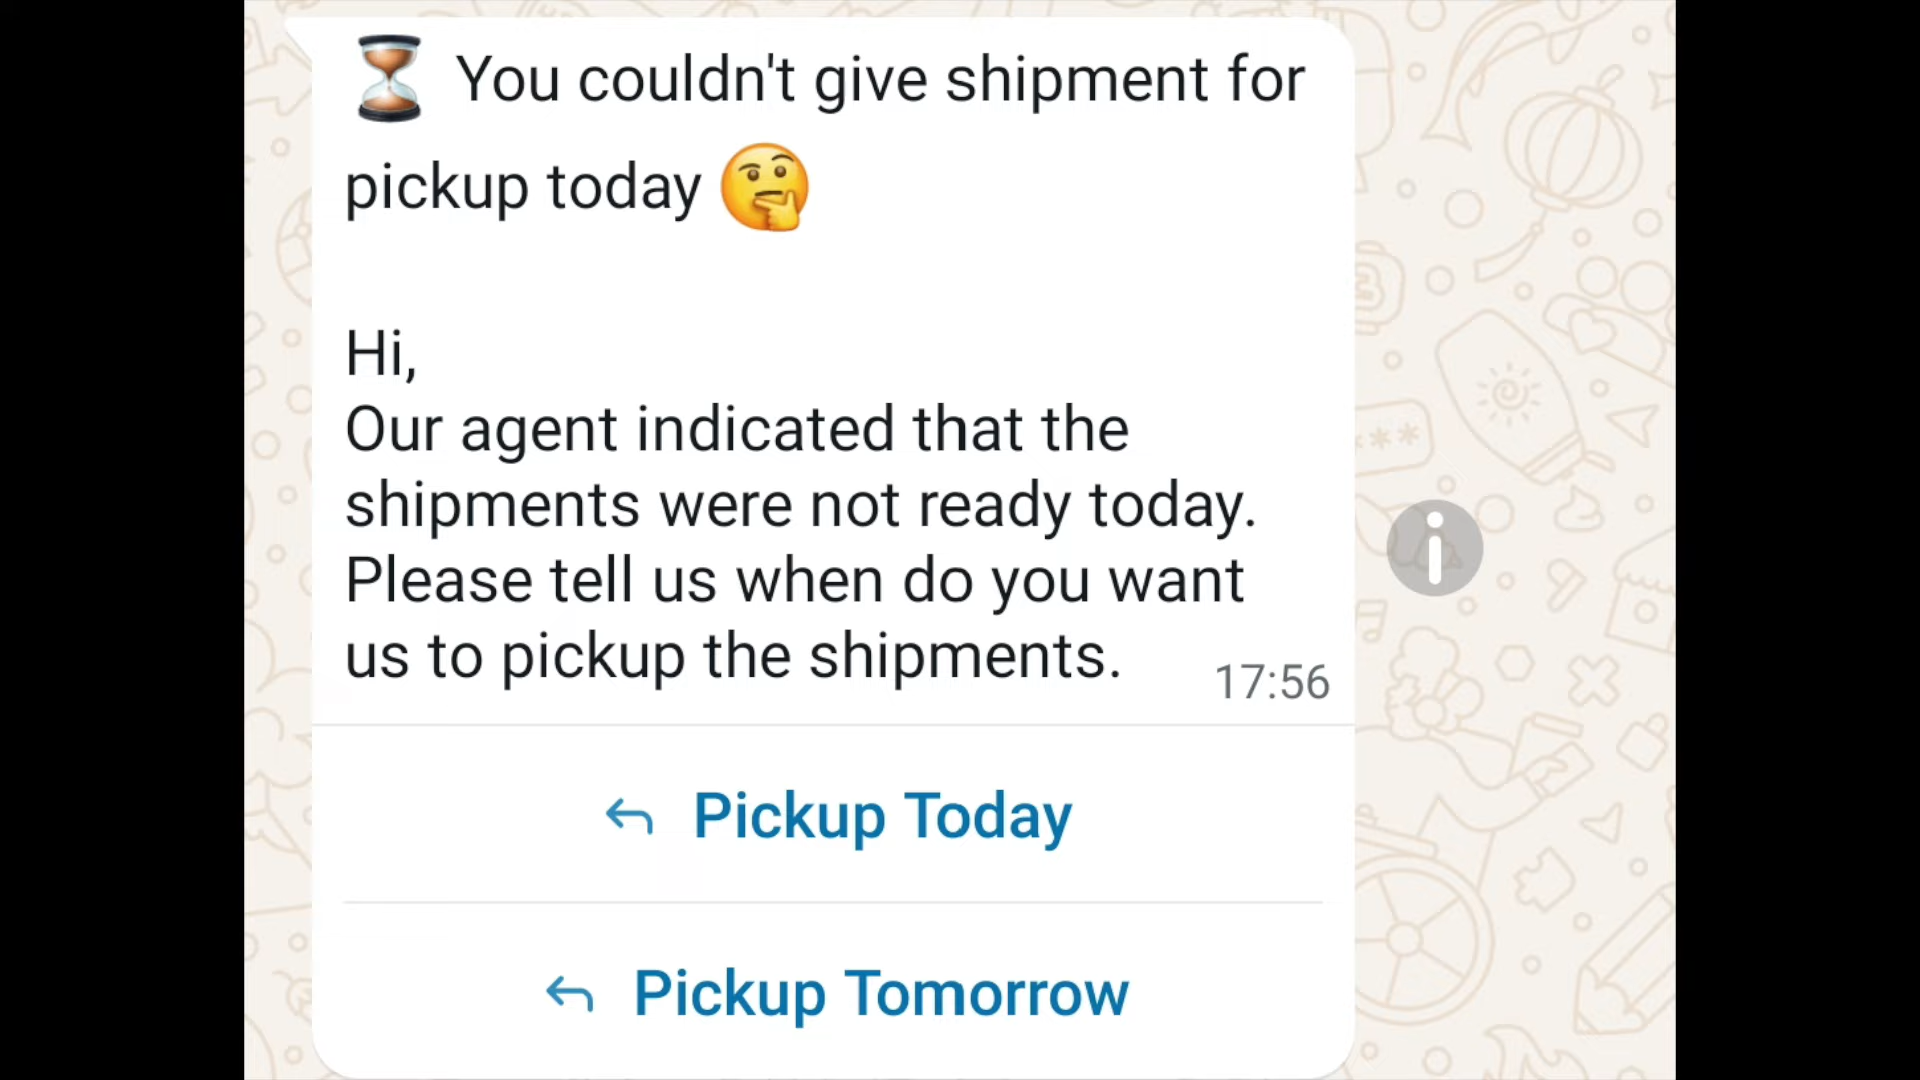 ⏳ You couldn't give shipment for
pickup today 🤔
Hi,
Our agent indicated that the
shipments were not ready today.
Please tell us when do you want
us to pickup the shipments.
17:56
Pickup Today
Pickup Tomorrow